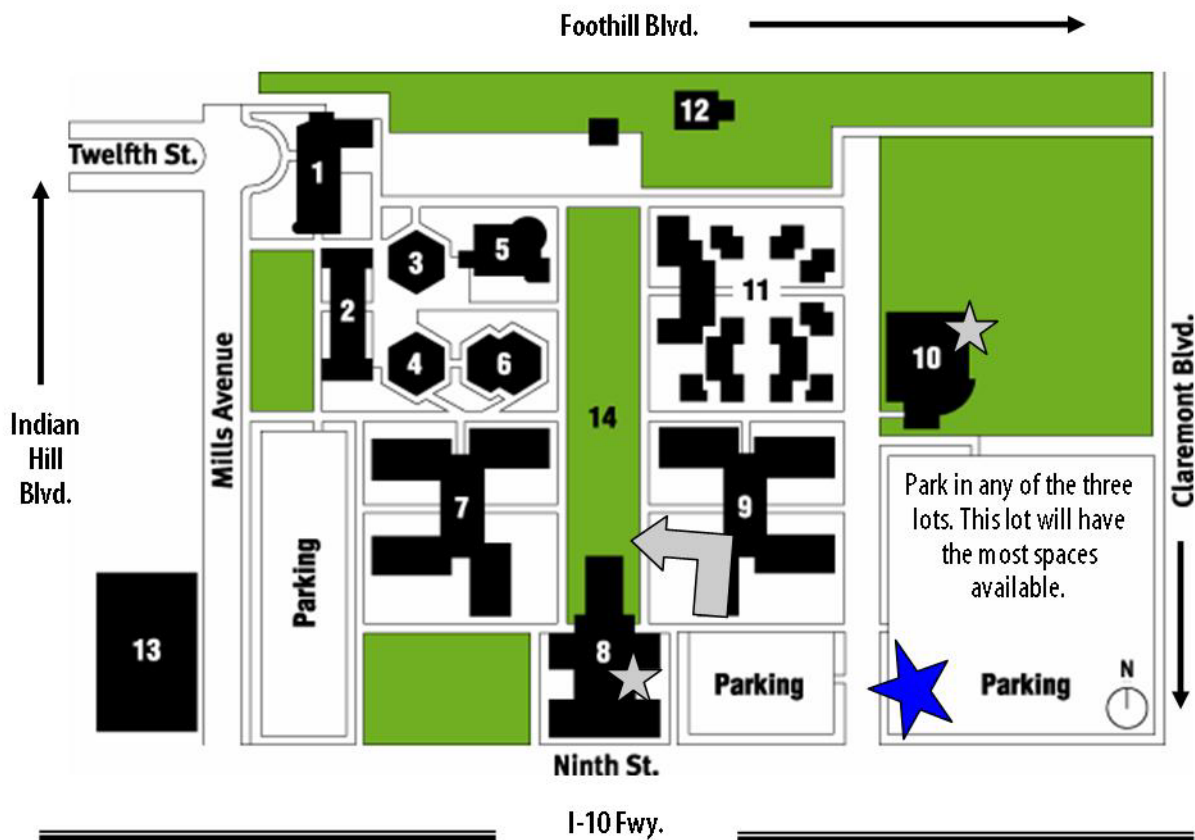 Foothill Blvd.
12
Twelfth St.
1
3
5
2
11
4
6
10
Indian
Hill
Blvd.
Mills Avenue
Claremont Blvd.
14
7
9
Park in any of the three
lots. This lot will have
the most spaces
available.
Parking
13
8
Parking
Parking
N
Ninth St.
I-10 Fwy.